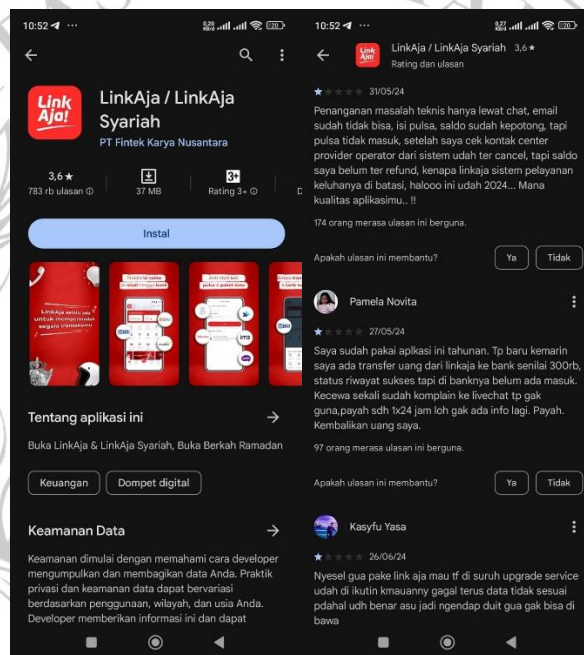 10:52
LinkAja / LinkAja
Syariah
PT Fintek Karya Nusantara
Link
Aja!
3,6★
783 rb ulasan
37 MB
3+
Rating 3+
Instal
LinkAja selalu ada
untuk mempermudah
segala transaksimu
Tentang aplikasi ini
Buka LinkAja & LinkAja Syariah, Buka Berkah Ramadan
Keuangan
Dompet digital
Keamanan Data
Keamanan dimulai dengan memahami cara developer
mengumpulkan dan membagikan data Anda. Praktik
privasi dan keamanan data dapat bervariasi
berdasarkan penggunaan, wilayah, dan usia Anda.
Developer memberikan informasi ini dan dapat
10:52
LinkAja / LinkAja Syariah 3,6★
Rating dan ulasan
31/05/24
Penanganan masalah teknis hanya lewat chat, email
sudah tidak bisa, isi pulsa, saldo sudah kepotong, tapi
pulsa tidak masuk, setelah saya cek kontak center
provider operator dari sistem udah ter cancel, tapi saldo
saya belum ter refund, kenapa linkaja sistem pelayanan
keluhanya di batasi, halooo ini udah 2024... Mana
kualitas aplikasimu.. !!
174 orang merasa ulasan ini berguna.
Apakah ulasan ini membantu?
Ya
Tidak
Pamela Novita
27/05/24
Saya sudah pakai aplkasi ini tahunan. Tp baru kemarin
saya ada transfer uang dari linkaja ke bank senilai 300rb,
status riwayat sukses tapi di banknya belum ada masuk.
Kecewa sekali sudah komplain ke livechat tp gak
guna,payah sdh 1x24 jam loh gak ada info lagi. Payah.
Kembalikan uang saya.
97 orang merasa ulasan ini berguna.
Apakah ulasan ini membantu?
Ya
Tidak
Kasyfu Yasa
26/06/24
Nyesel gua pake link aja mau tf di suruh upgrade service
udah di ikutin kmauanny gagal terus data tidak sesuai
pdahal udh benar asu jadi ngendap duit gua gak bisa di
bawa